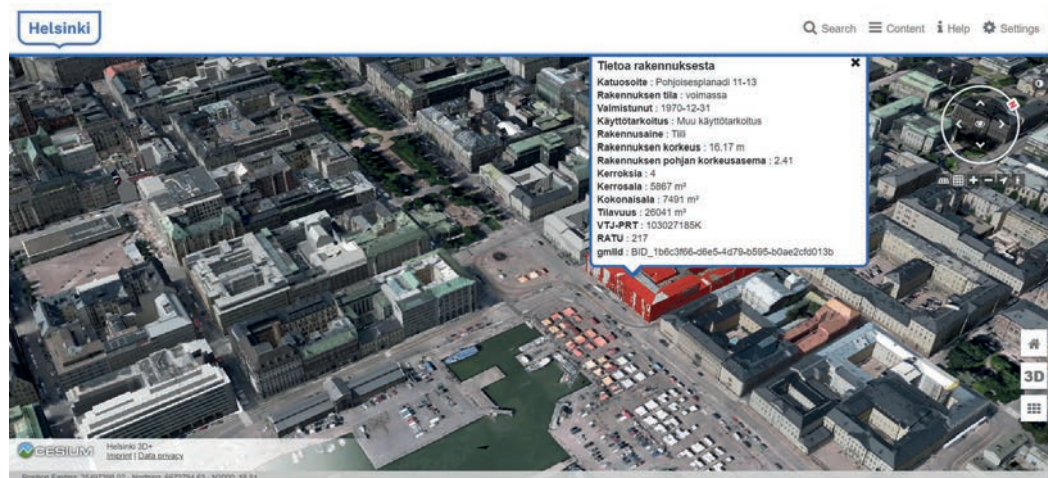 Helsinki
Search Content Help Settings
Tietoa rakennuksesta
Katuosoite : Pohjoisesplanadi 11-13
Rakennuksen tila : voimassa
Valmistunut : 1970-12-31
Käyttötarkoitus : Muu käyttötarkoitus
Rakennusaine : Tiili
Rakennuksen korkeus : 16.17 m
Rakennuksen pohjan korkeusasema : 2.41
Kerroksia : 4
Kerrosala : 5867 m²
Kokonaisala : 7491 m²
Tilavuus : 26041 m³
VTJ-PRT : 103027185K
RATU : 217
gmlid : BID_1b6c3f66-d6e5-4d79-b595-b0ae2cfd013b
N
3D
CESIUM
Helsinki 3D+
Imprint | Data privacy